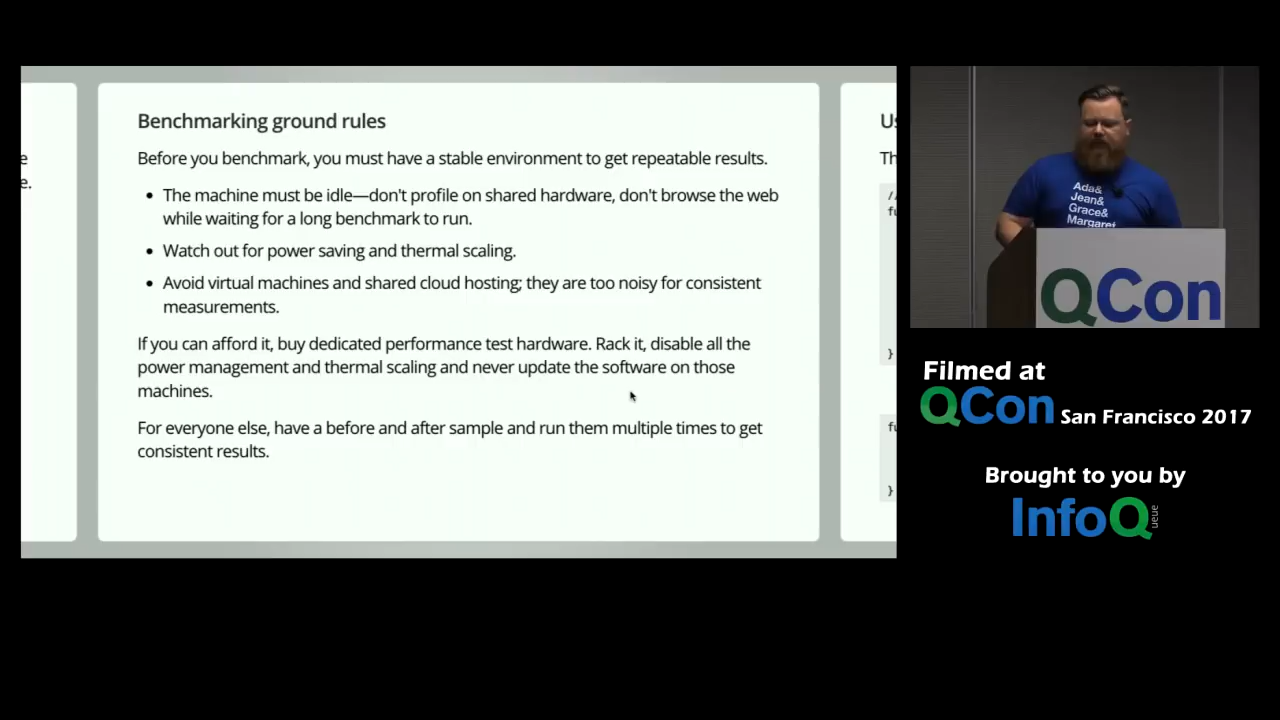 e
e.
Benchmarking ground rules
Before you benchmark, you must have a stable environment to get repeatable results.
• The machine must be idle—don't profile on shared hardware, don't browse the web
while waiting for a long benchmark to run.
• Watch out for power saving and thermal scaling.
• Avoid virtual machines and shared cloud hosting; they are too noisy for consistent
measurements.
If you can afford it, buy dedicated performance test hardware. Rack it, disable all the
power management and thermal scaling and never update the software on those
machines.
For everyone else, have a before and after sample and run them multiple times to get
consistent results.
Us
Th
//
fu
}
fu
}
Ada&
Jean&
Grace&
Margaret
QCon
Filmed at
QCon San Francisco 2017
Brought to you by
InfoQ
ueue